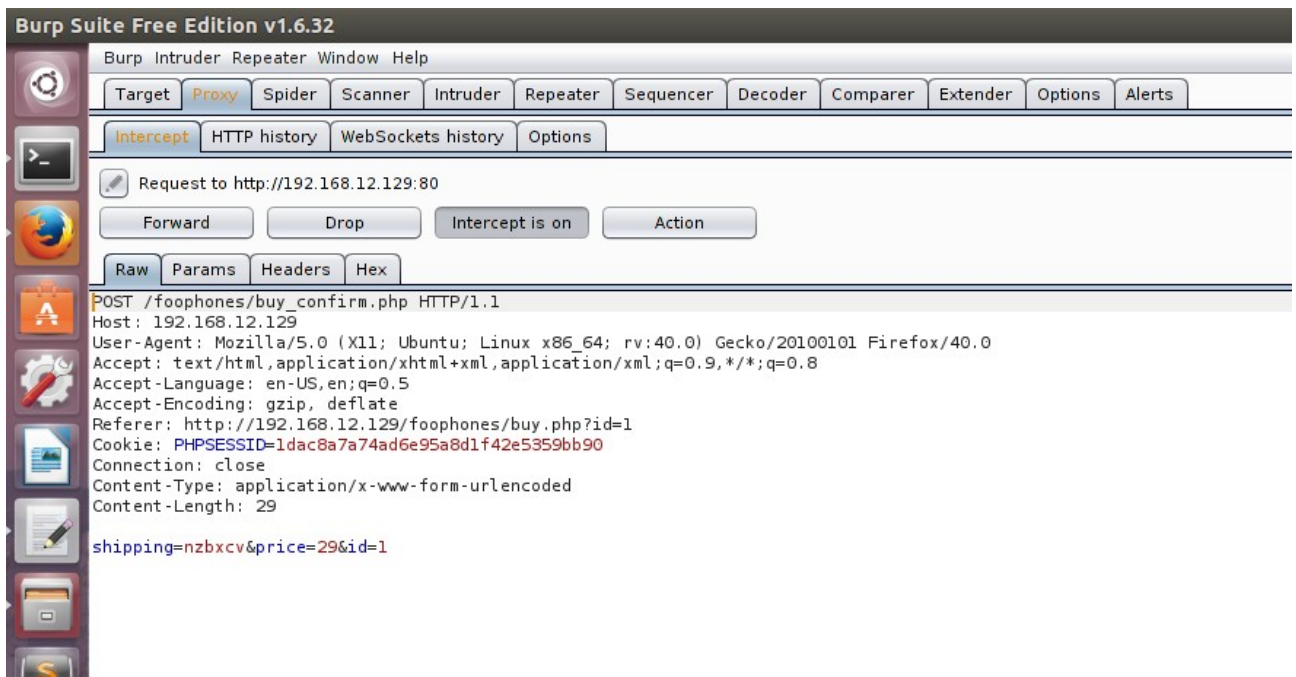 Burp Suite Free Edition v1.6.32
Burp Intruder Repeater Window Help
Target Proxy Spider Scanner Intruder Repeater Sequencer Decoder Comparer Extender Options Alerts
Intercept HTTP history WebSockets history Options
Request to http://192.168.12.129:80
Forward Drop Intercept is on Action
Raw Params Headers Hex
POST /foophones/buy_confirm.php HTTP/1.1
Host: 192.168.12.129
User-Agent: Mozilla/5.0 (X11; Ubuntu; Linux x86_64; rv:40.0) Gecko/20100101 Firefox/40.0
Accept: text/html,application/xhtml+xml,application/xml;q=0.9,*/*;q=0.8
Accept-Language: en-US,en;q=0.5
Accept-Encoding: gzip, deflate
Referer: http://192.168.12.129/foophones/buy.php?id=1
Cookie: PHPSESSID=1dac8a7a74ad6e95a8d1f42e5359bb90
Connection: close
Content-Type: application/x-www-form-urlencoded
Content-Length: 29
shipping=nzbxcv&price=29&id=1